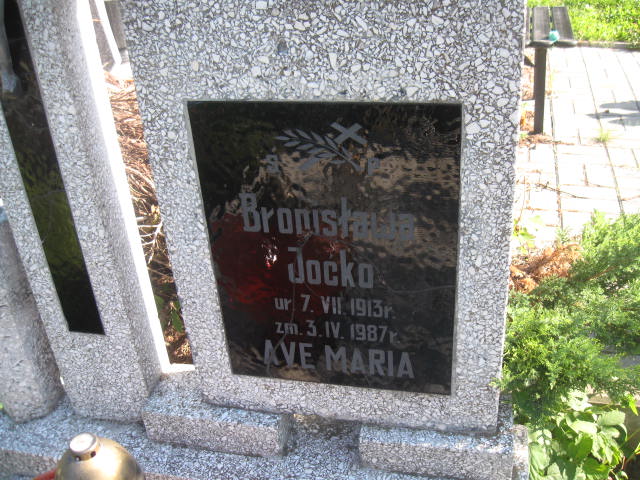 Ś P
Bronisława
Jocko
ur. 7. VII. 1913r.
zm. 3. IV. 1987r.
AVE MARIA